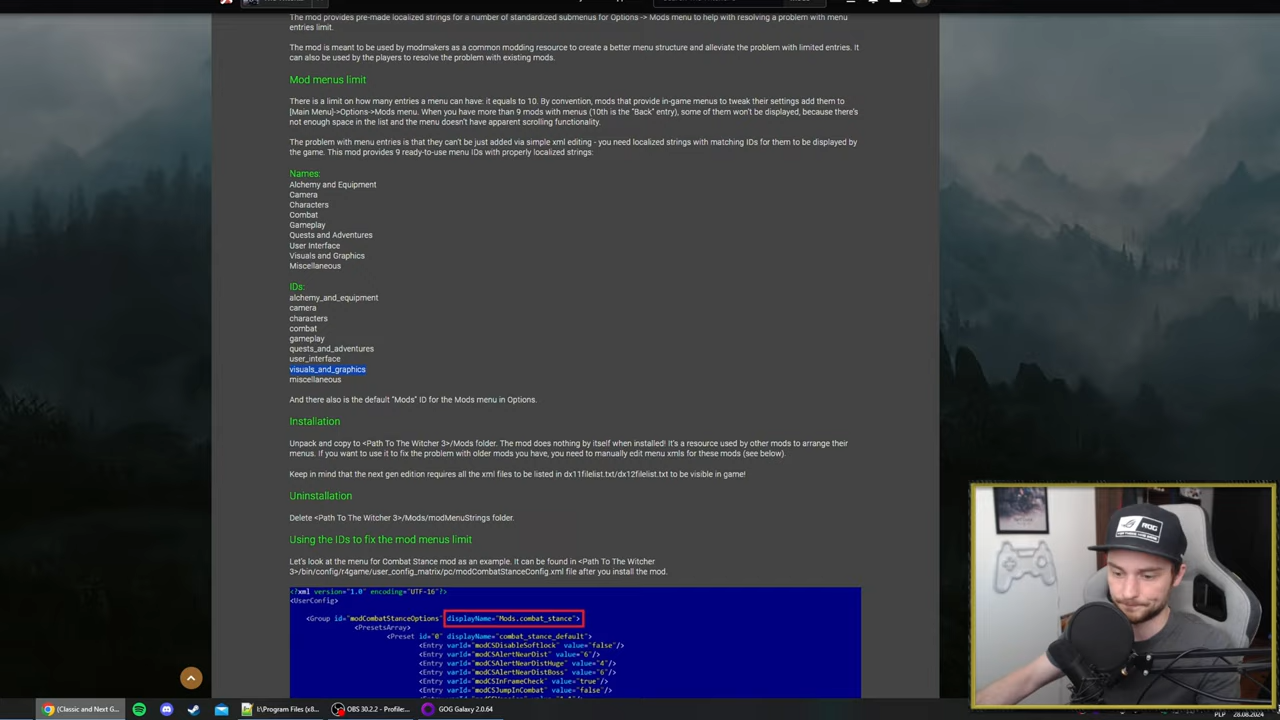 The mod provides pre-made localized strings for a number of standardized submenus for Options -> Mods menu to help with resolving a problem with menu
entries limit.
The mod is meant to be used by modmakers as a common modding resource to create a better menu structure and alleviate the problem with limited entries. It
can also be used by the players to resolve the problem with existing mods.
Mod menus limit
There is a limit on how many entries a menu can have: it equals to 10. By convention, mods that provide in-game menus to tweak their settings add them to
[Main Menu]->Options->Mods menu. When you have more than 9 mods with menus (10th is the "Back" entry), some of them won't be displayed, because there's
not enough space in the list and the menu doesn't have apparent scrolling functionality.
The problem with menu entries is that they can't be just added via simple xml editing - you need localized strings with matching IDs for them to be displayed by
the game. This mod provides 9 ready-to-use menu IDs with properly localized strings:
Names:
Alchemy and Equipment
Camera
Characters
Combat
Gameplay
Quests and Adventures
User Interface
Visuals and Graphics
Miscellaneous
IDs:
alchemy_and_equipment
camera
characters
combat
gameplay
quests_and_adventures
user_interface
visuals_and_graphics
miscellaneous
And there also is the default "Mods" ID for the Mods menu in Options.
Installation
Unpack and copy to <Path To The Witcher 3>/Mods folder. The mod does nothing by itself when installed! It's a resource used by other mods to arrange their
menus. If you want to use it to fix the problem with older mods you have, you need to manually edit menu xmls for these mods (see below).
Keep in mind that the next gen edition requires all the xml files to be listed in dx11filelist.txt/dx12filelist.txt to be visible in game!
Uninstallation
Delete <Path To The Witcher 3>/Mods/modMenuStrings folder.
Using the IDs to fix the mod menus limit
Let's look at the menu for Combat Stance mod as an example. It can be found in <Path To The Witcher
3>/bin/config/r4game/user_config_matrix/pc/modCombatStanceConfig.xml file after you install the mod.
<?xml version="1.0" encoding="UTF-16"?>
<UserConfig>
<Group id="modCombatStanceOptions" displayName="Mods.combat_stance">
<PresetsArray>
<Preset id="0" displayName="combat_stance_default">
<Entry varId="modCSDisableSoftlock" value="false"/>
<Entry varId="modCSAlertNearDist" value="6"/>
<Entry varId="modCSAlertNearDistHuge" value="4"/>
<Entry varId="modCSAlertNearDistBoss" value="6"/>
<Entry varId="modCSInFrameCheck" value="true"/>
<Entry varId="modCSJumpInCombat" value="false"/>
ROG
(Classic and Next G...
I:\Program Files (x8...
OBS 30.2.2 - Profile:...
GOG Galaxy 2.0.64
PLP
28.08.2024